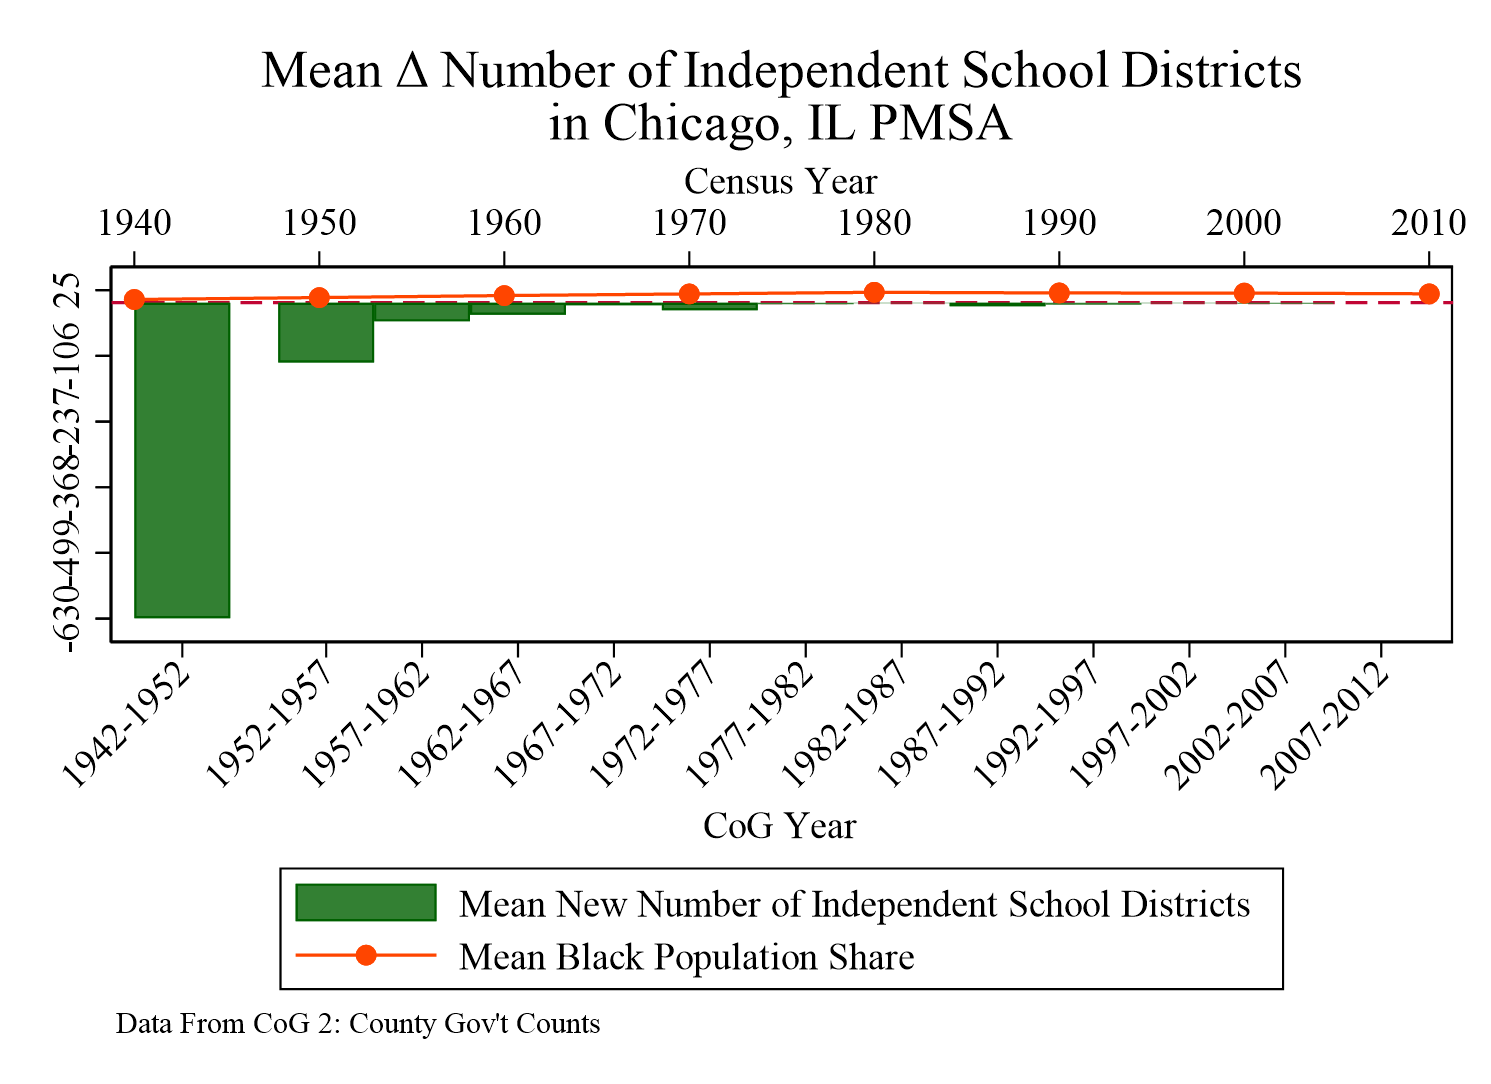 Mean Δ Number of Independent School Districts
in Chicago, IL PMSA
Census Year
1940 1950 1960 1970 1980 1990 2000 2010
25
-106
-237
-368
-499
-630
1942-1952
1952-1957
1957-1962
1962-1967
1967-1972
1972-1977
1977-1982
1982-1987
1987-1992
1992-1997
1997-2002
2002-2007
2007-2012
CoG Year
Mean New Number of Independent School Districts
Mean Black Population Share
Data From CoG 2: County Gov't Counts